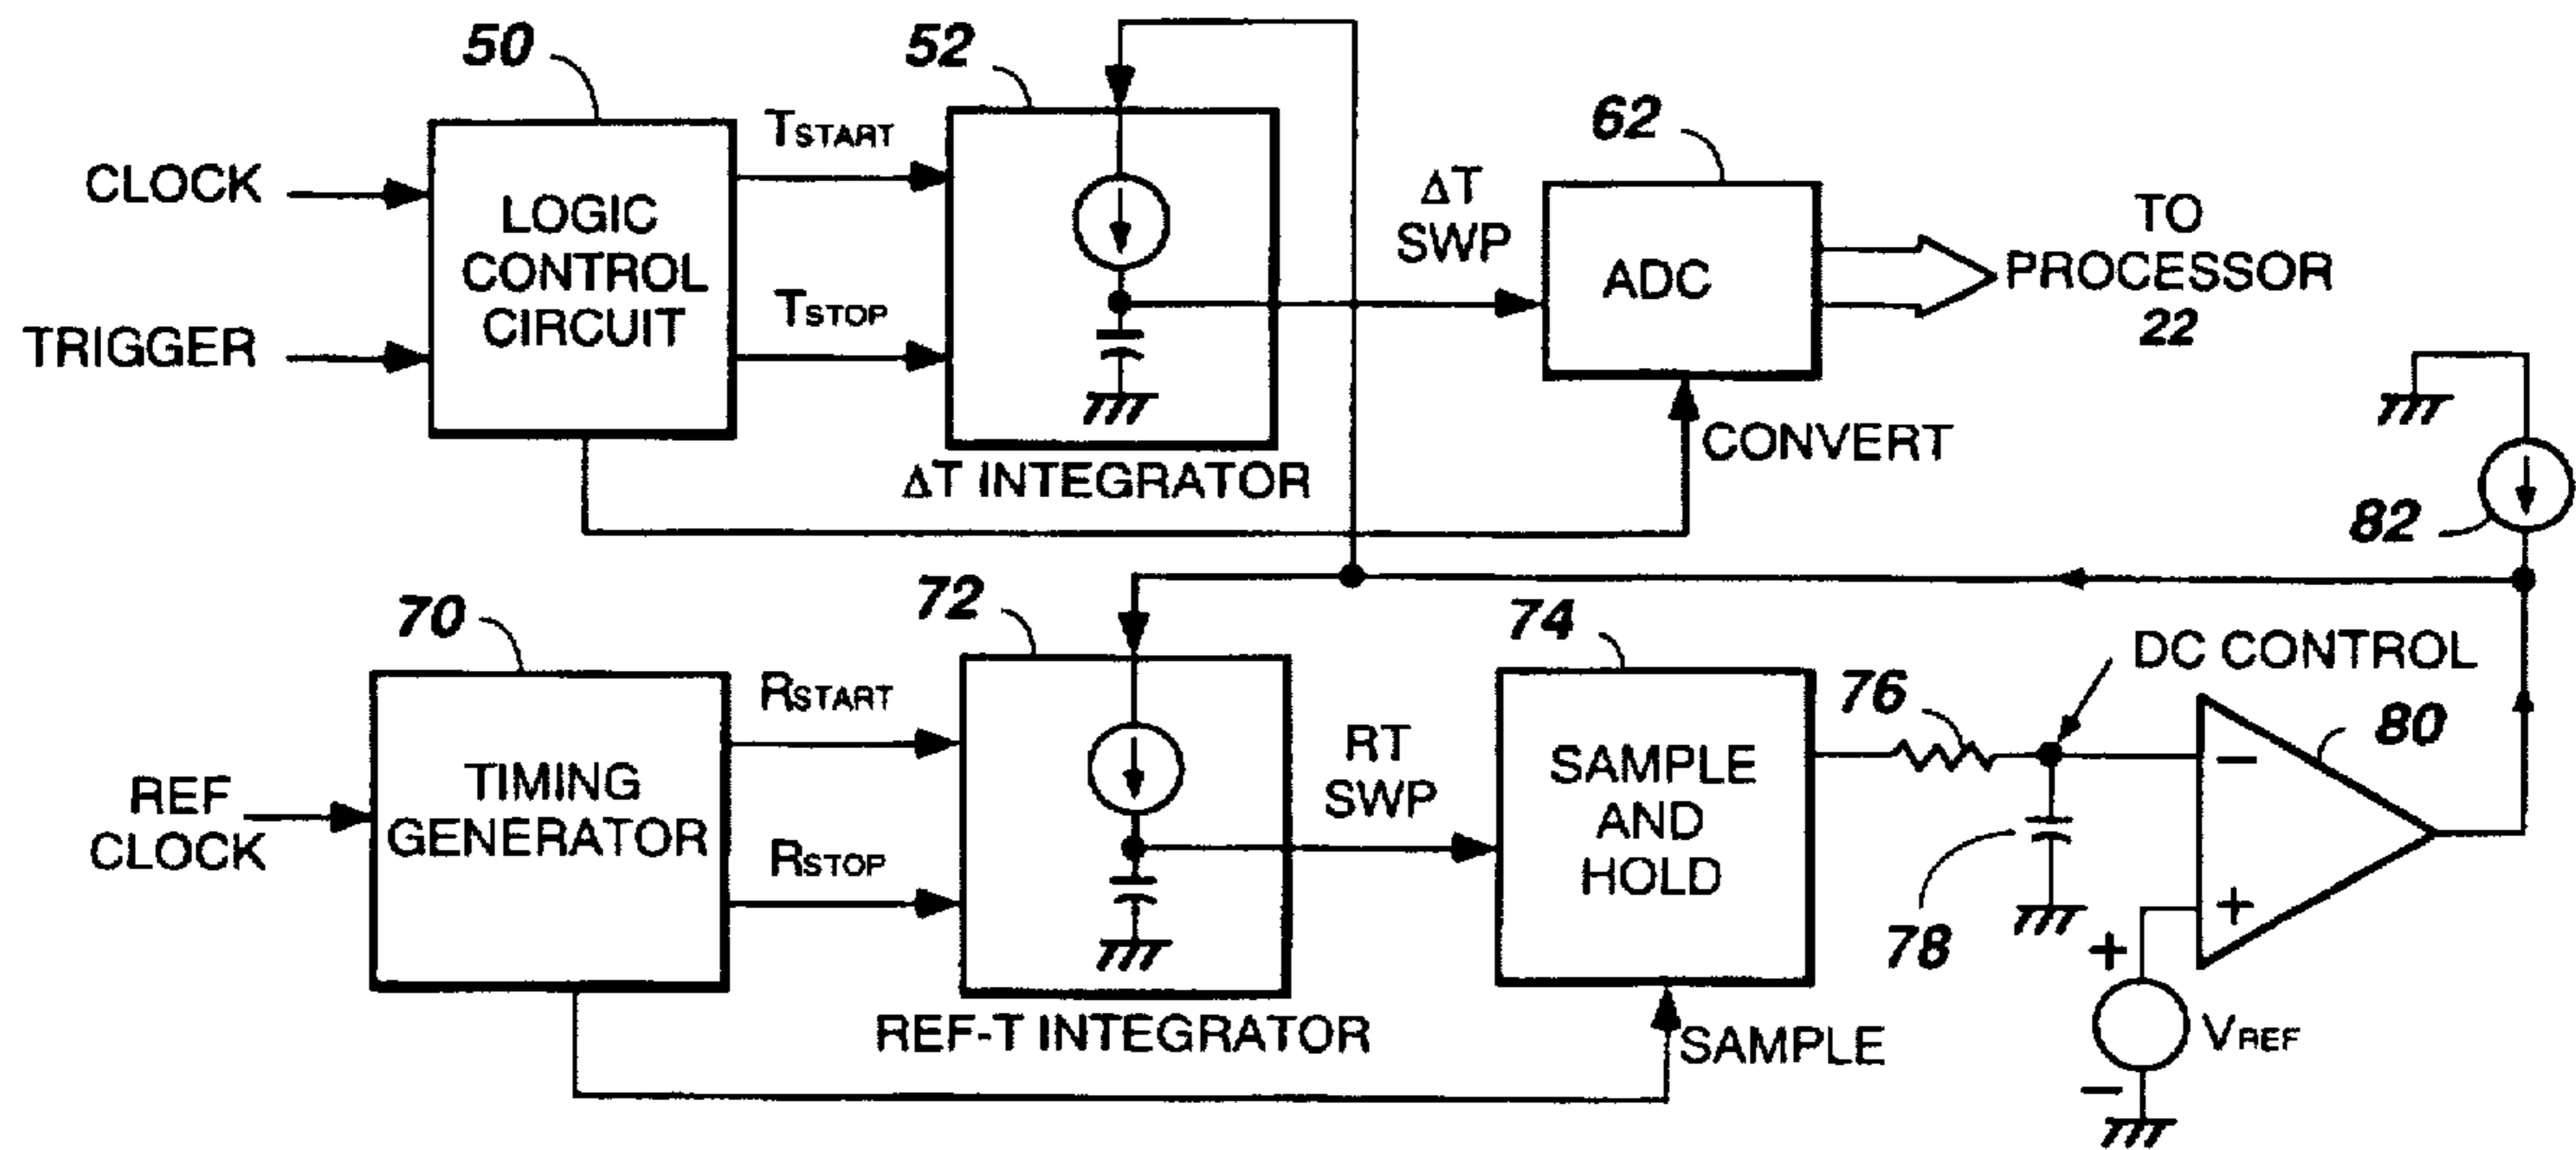 50
52
62
CLOCK
TRIGGER
LOGIC
CONTROL
CIRCUIT
TSTART
TSTOP
ΔT
SWP
ADC
TO
PROCESSOR
22
ΔT INTEGRATOR
CONVERT
82
70
72
74
76
DC CONTROL
80
REF
CLOCK
TIMING
GENERATOR
RSTART
RSTOP
RT
SWP
SAMPLE
AND
HOLD
−
+
78
+
VREF
−
REF-T INTEGRATOR
SAMPLE